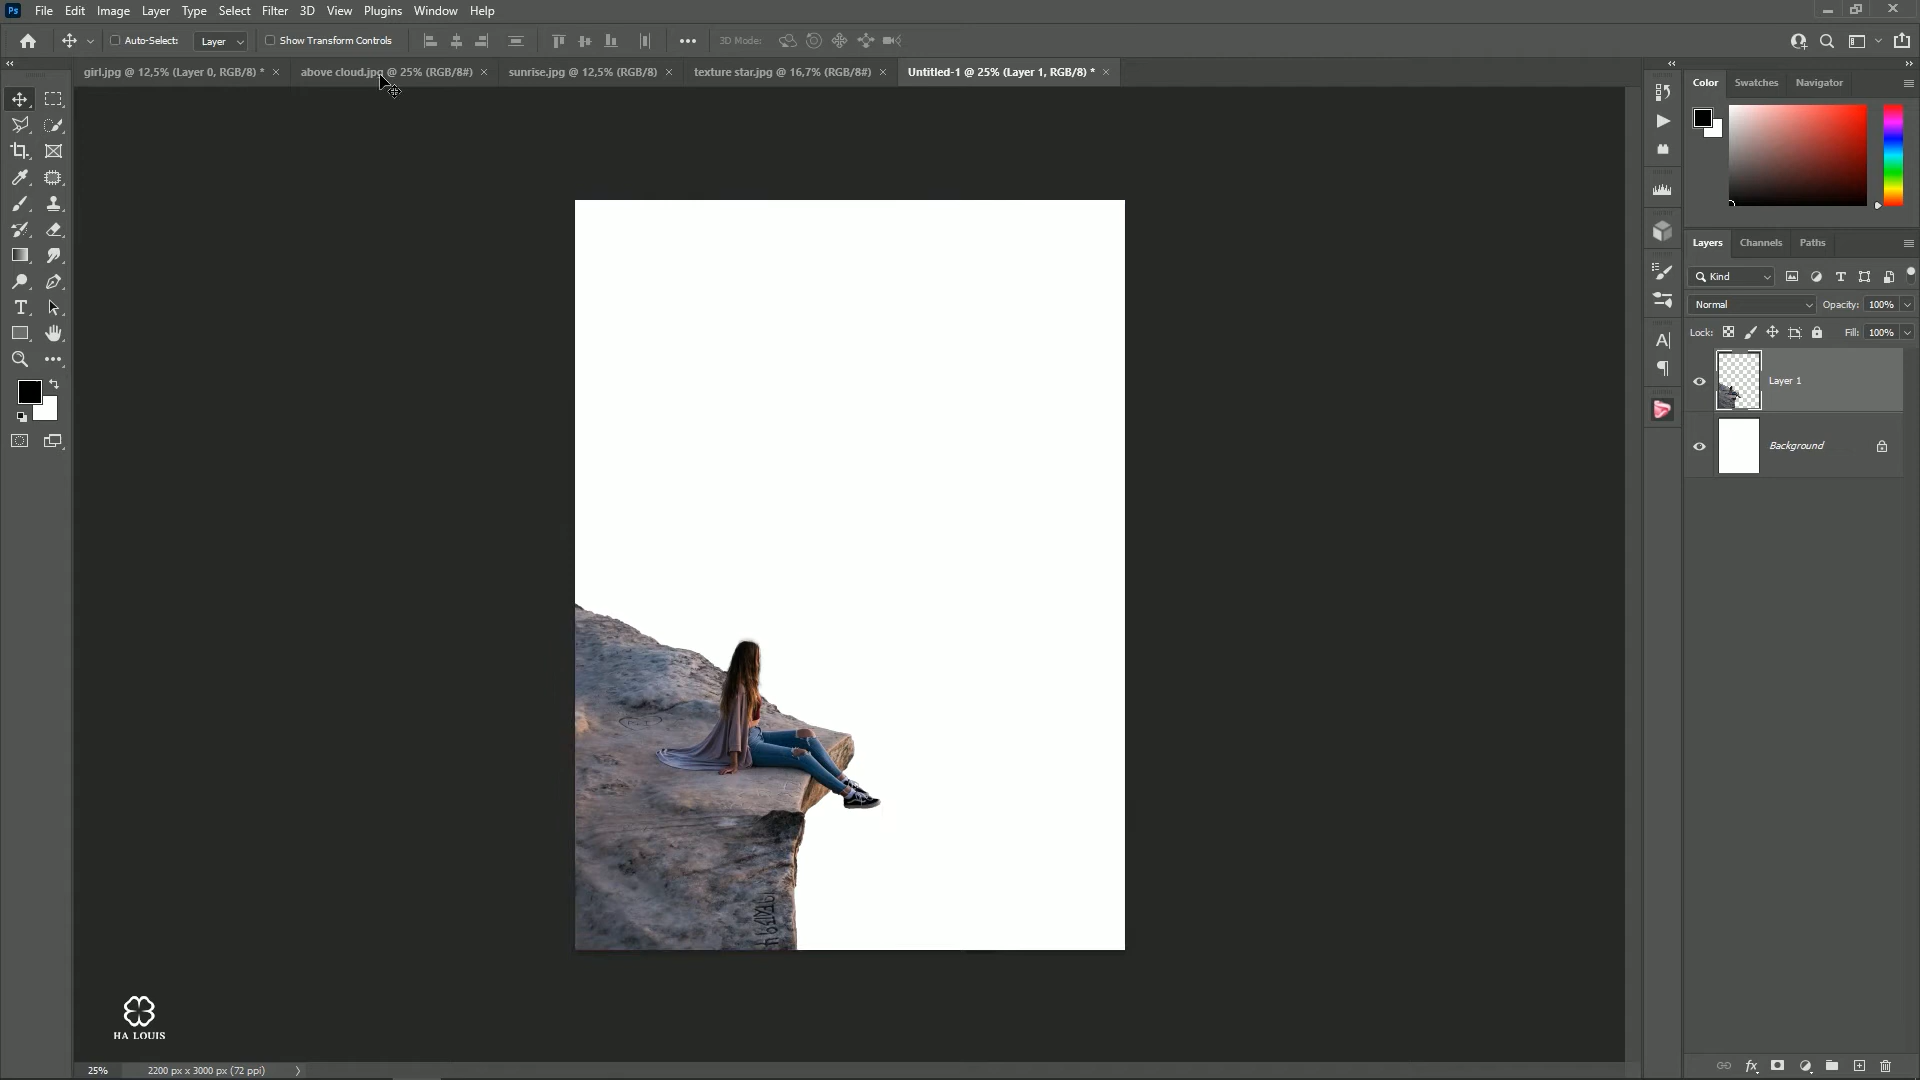 Ps File Edit Image Layer Type Select Filter 3D View Plugins Window Help
Auto-Select: Layer Show Transform Controls 3D Mode:
girl.jpg @ 12,5% (Layer 0, RGB/8) * above cloud.jpg @ 25% (RGB/8#) sunrise.jpg @ 12,5% (RGB/8) texture star.jpg @ 16,7% (RGB/8#) Untitled-1 @ 25% (Layer 1, RGB/8) *
Color Swatches Navigator
Layers Channels Paths
Kind
Normal Opacity: 100%
Lock: Fill: 100%
Layer 1
Background
HA LOUIS
25% 2200 px x 3000 px (72 ppi)